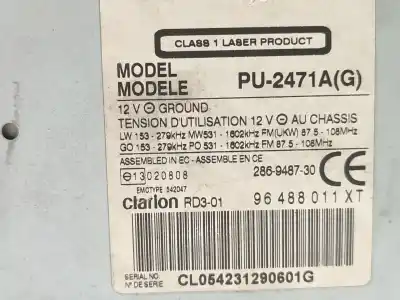 CLASS 1 LASER PRODUCT
MODEL
MODELE PU-2471A(G)
12 V ⊖ GROUND
TENSION D'UTILISATION 12 V ⊖ AU CHASSIS
LW 153 - 279kHz MW531 - 1602kHz FM(UKW) 87.5 - 108MHz
GO 153 - 279kHz PO 531 - 1602kHz FM 87.5 - 108MHz
ASSEMBLED IN EC - ASSEMBLE EN CE
13020808 286-9487-30 CE
EMCTYPE 342047
clarion RD3-01 96 488 011 XT
SERIAL NO.
N° DE SERIE CL054231290601G